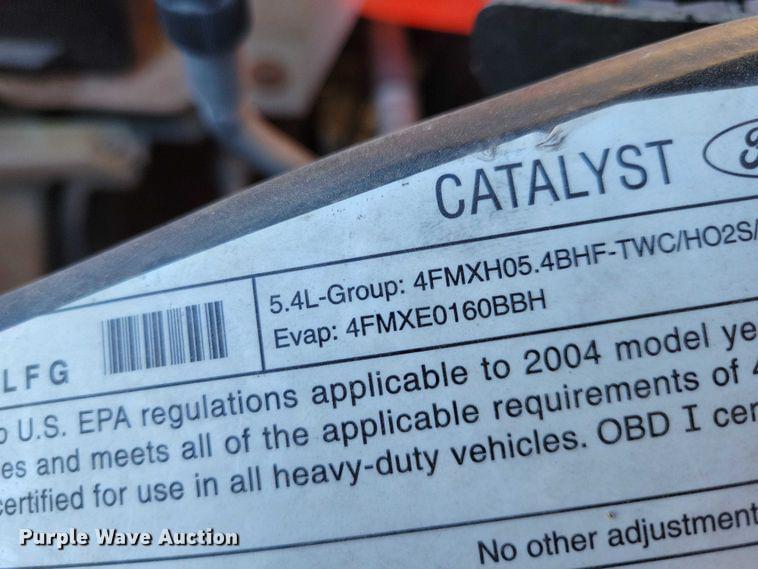 CATALYST
5.4L-Group: 4FMXH05.4BHF-TWC/HO2S/
Evap: 4FMXE0160BBH
LFG
U.S. EPA regulations applicable to 2004 model ye
es and meets all of the applicable requirements of 4
certified for use in all heavy-duty vehicles. OBD I cer
No other adjustment
Purple Wave Auction